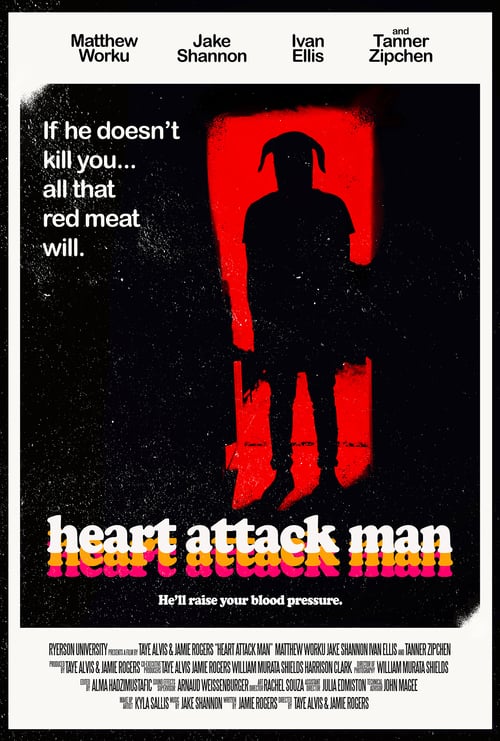 Matthew Worku
Jake Shannon
Ivan Ellis
and Tanner Zipchen
If he doesn't
kill you...
all that
red meat
will.
heart attack man
He'll raise your blood pressure.
RYERSON UNIVERSITY PRESENTS A FILM BY TAYE ALVIS & JAMIE ROGERS "HEART ATTACK MAN" MATTHEW WORKU JAKE SHANNON IVAN ELLIS AND TANNER ZIPCHEN
PRODUCED BY TAYE ALVIS & JAMIE ROGERS CO-EXECUTIVE PRODUCERS TAYE ALVIS JAMIE ROGERS WILLIAM MURATA SHIELDS HARRISON CLARK DIRECTOR OF PHOTOGRAPHY WILLIAM MURATA SHIELDS
ALMA HADZIMUSTAFIC SOUND EFFECTS SUPERVISOR ARNAUD WEISSENBURGER ART DIRECTOR RACHEL SOUZA ASSISTANT DIRECTOR JULIA EDMISTON TECHNICAL ADVISOR JOHN MAGEE
MAKE UP ARTIST KYLA SALLIS MUSIC BY JAKE SHANNON WRITTEN BY JAMIE ROGERS DIRECTED BY TAYE ALVIS & JAMIE ROGERS